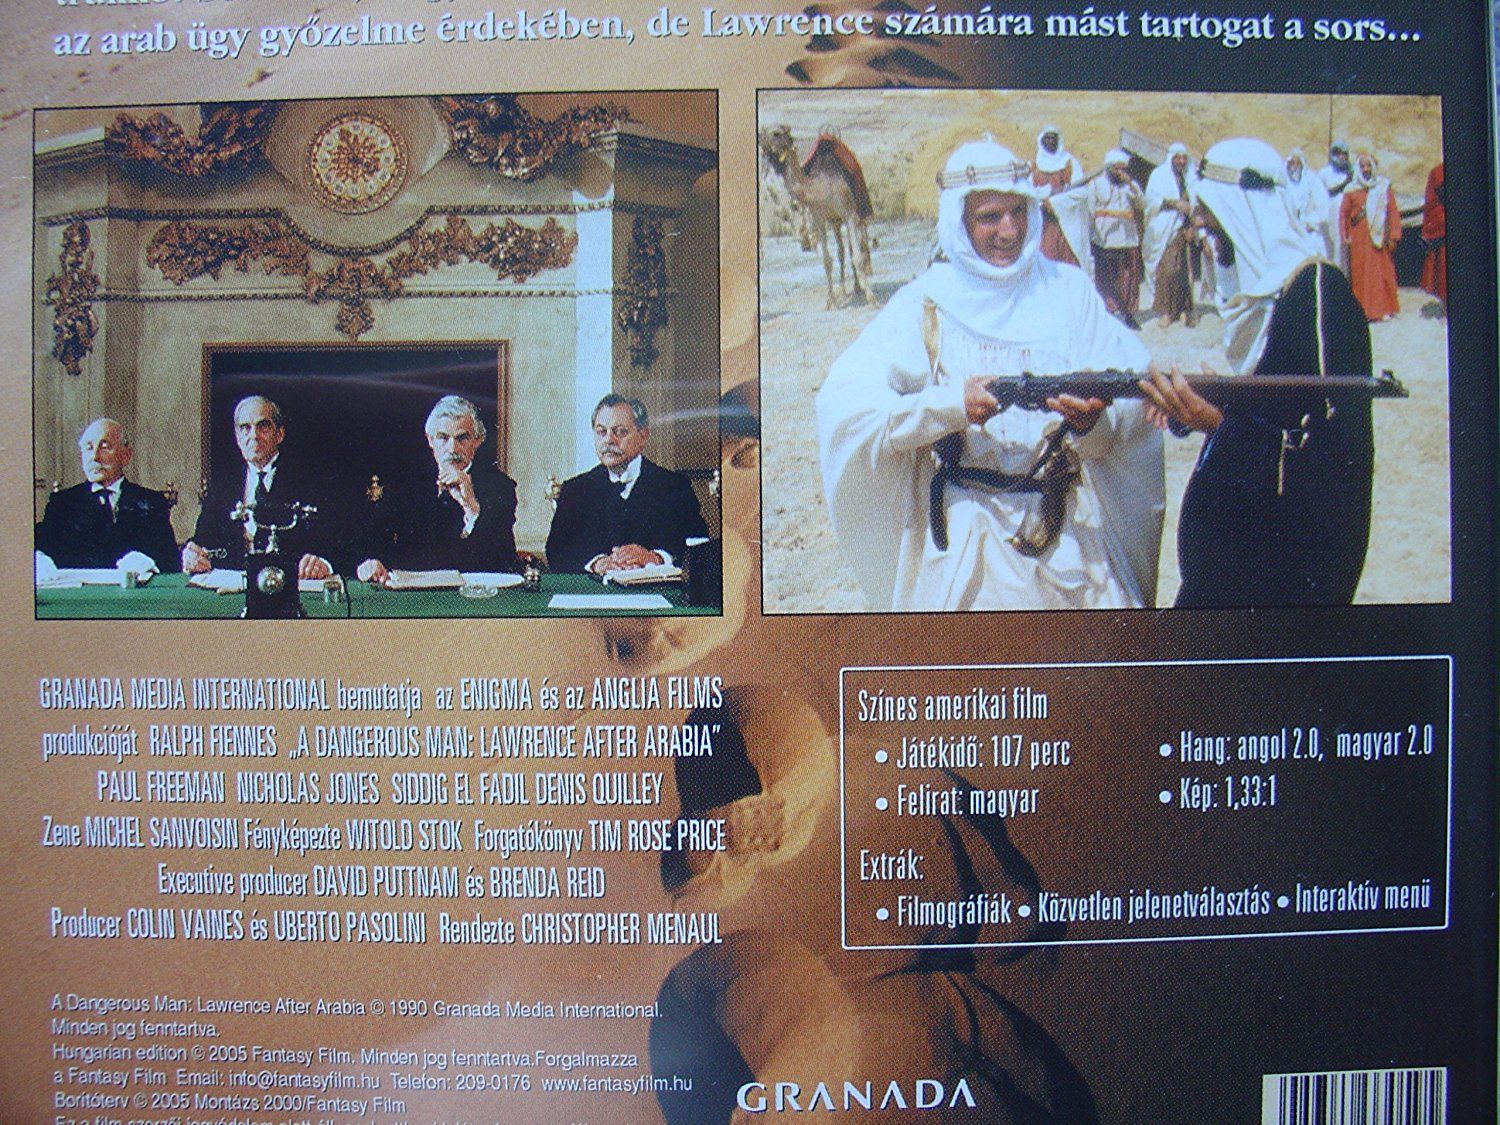 az arab ügy győzelme érdekében, de Lawrence számára mást tartogat a sors...
GRANADA MEDIA INTERNATIONAL bemutatja az ENIGMA és az ANGLIA FILMS
produkcióját RALPH FIENNES „A DANGEROUS MAN: LAWRENCE AFTER ARABIA”
PAUL FREEMAN NICHOLAS JONES SIDDIG EL FADIL DENIS QUILLEY
Zene MICHEL SANVOISIN Fényképezte WITOLD STOK Forgatókönyv TIM ROSE PRICE
Executive producer DAVID PUTTNAM és BRENDA REID
Producer COLIN VAINES és UBERTO PASOLINI Rendezte CHRISTOPHER MENAUL
Színes amerikai film
• Játékidő: 107 perc
• Hang: angol 2.0, magyar 2.0
• Felirat: magyar
• Kép: 1,33:1
Extrák:
• Filmográfiák • Közvetlen jelenetválasztás • Interaktív menü
A Dangerous Man: Lawrence After Arabia © 1990 Granada Media International.
Minden jog fenntartva.
Hungarian edition © 2005 Fantasy Film. Minden jog fenntartva.Forgalmazza
a Fantasy Film Email: info@fantasyfilm.hu Telefon: 209-0176 www.fantasyfilm.hu
Borítóterv © 2005 Montázs 2000/Fantasy Film
GRANADA